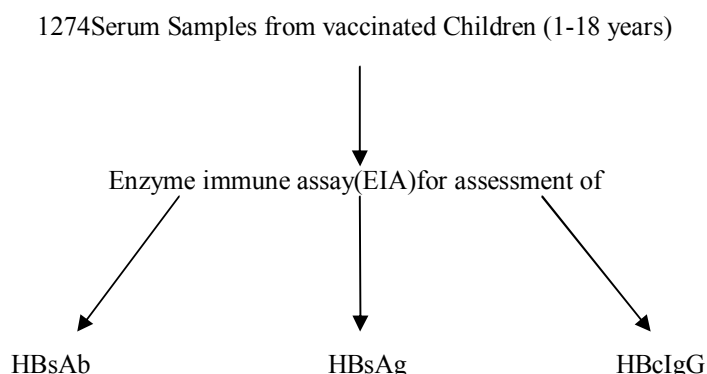 1274Serum Samples from vaccinated Children (1-18 years)
Enzyme immune assay(EIA)for assessment of
HBsAb HBsAg HBcIgG